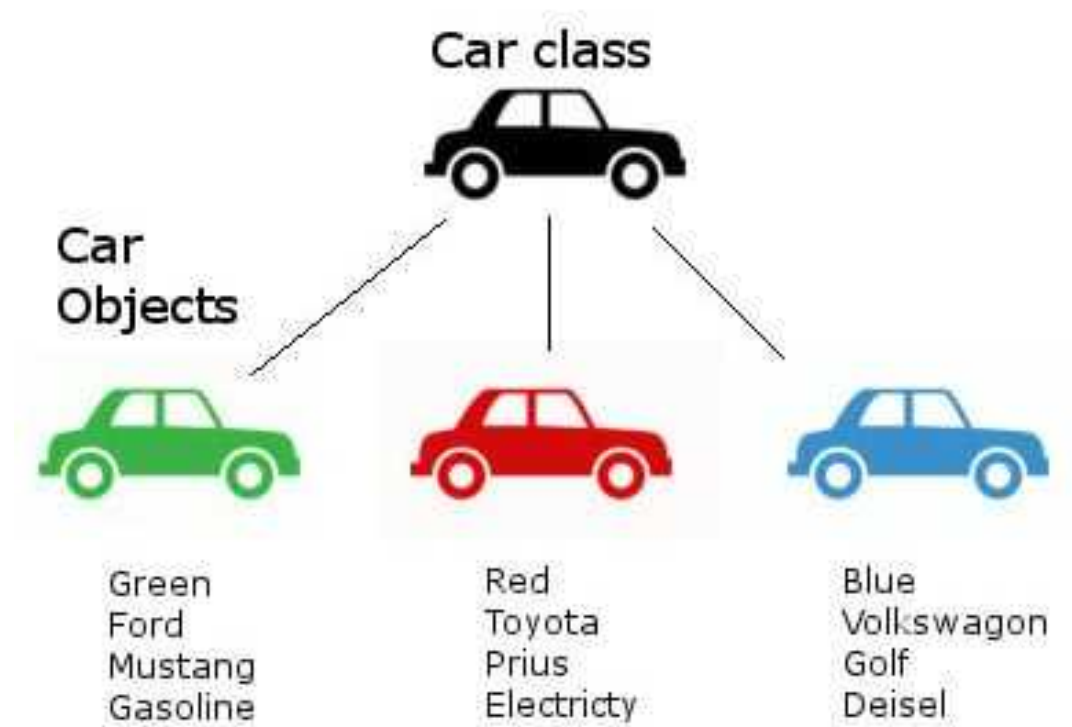 Car class
Car
Objects
Green
Ford
Mustang
Gasoline
Red
Toyota
Prius
Electricty
Blue
Volkswagon
Golf
Deisel